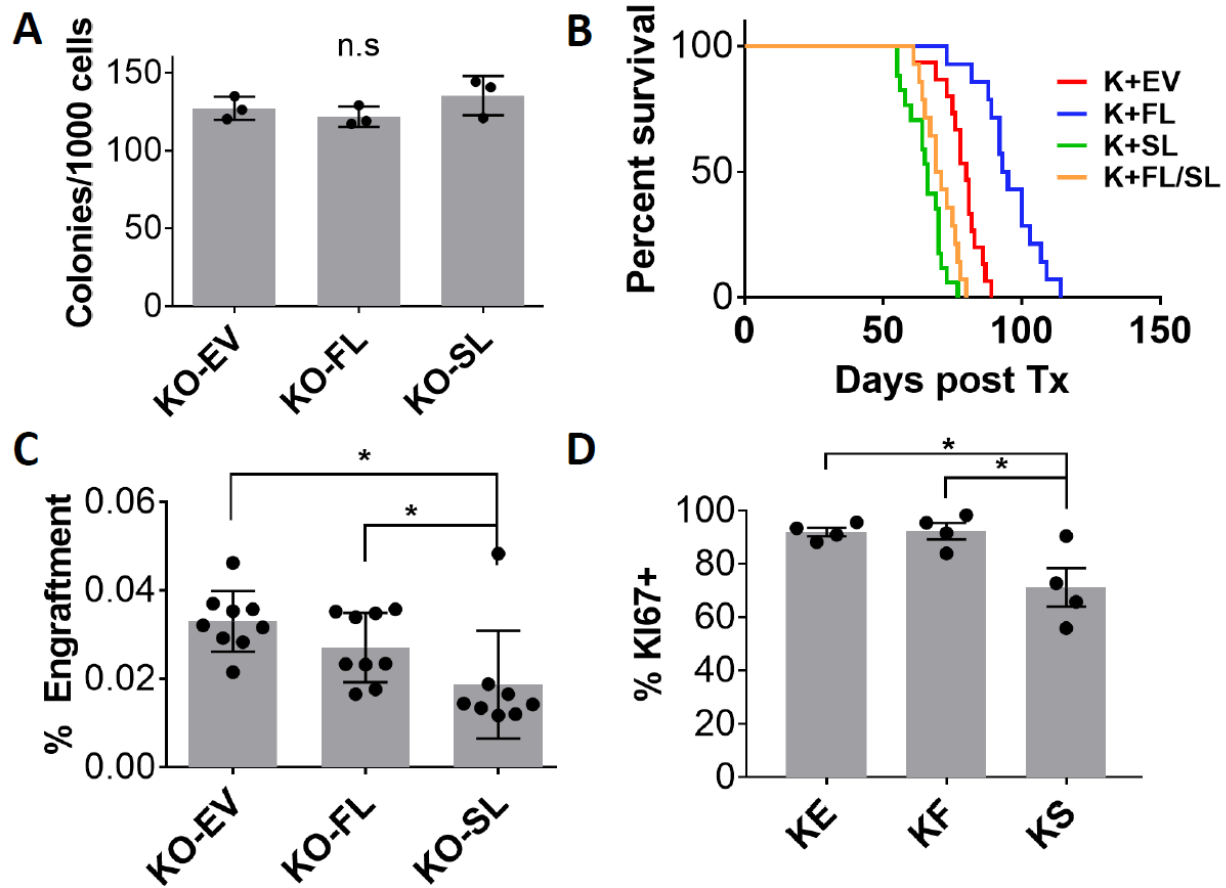 A
Colonies/1000 cells
150
100
50
0
n.s
KO-EV
KO-FL
KO-SL
B
Percent survival
100
50
0
0
50
100
150
Days post Tx
K+EV
K+FL
K+SL
K+FL/SL
C
% Engraftment
0.06
0.04
0.02
0.00
*
*
KO-EV
KO-FL
KO-SL
D
% KI67+
100
80
60
40
20
0
*
*
KE
KF
KS